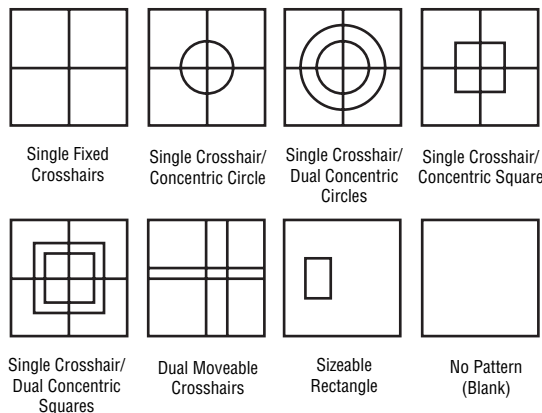 Single Fixed
Crosshairs
Single Crosshair/
Concentric Circle
Single Crosshair/
Dual Concentric
Circles
Single Crosshair/
Concentric Square
Single Crosshair/
Dual Concentric
Squares
Dual Moveable
Crosshairs
Sizeable
Rectangle
No Pattern
(Blank)